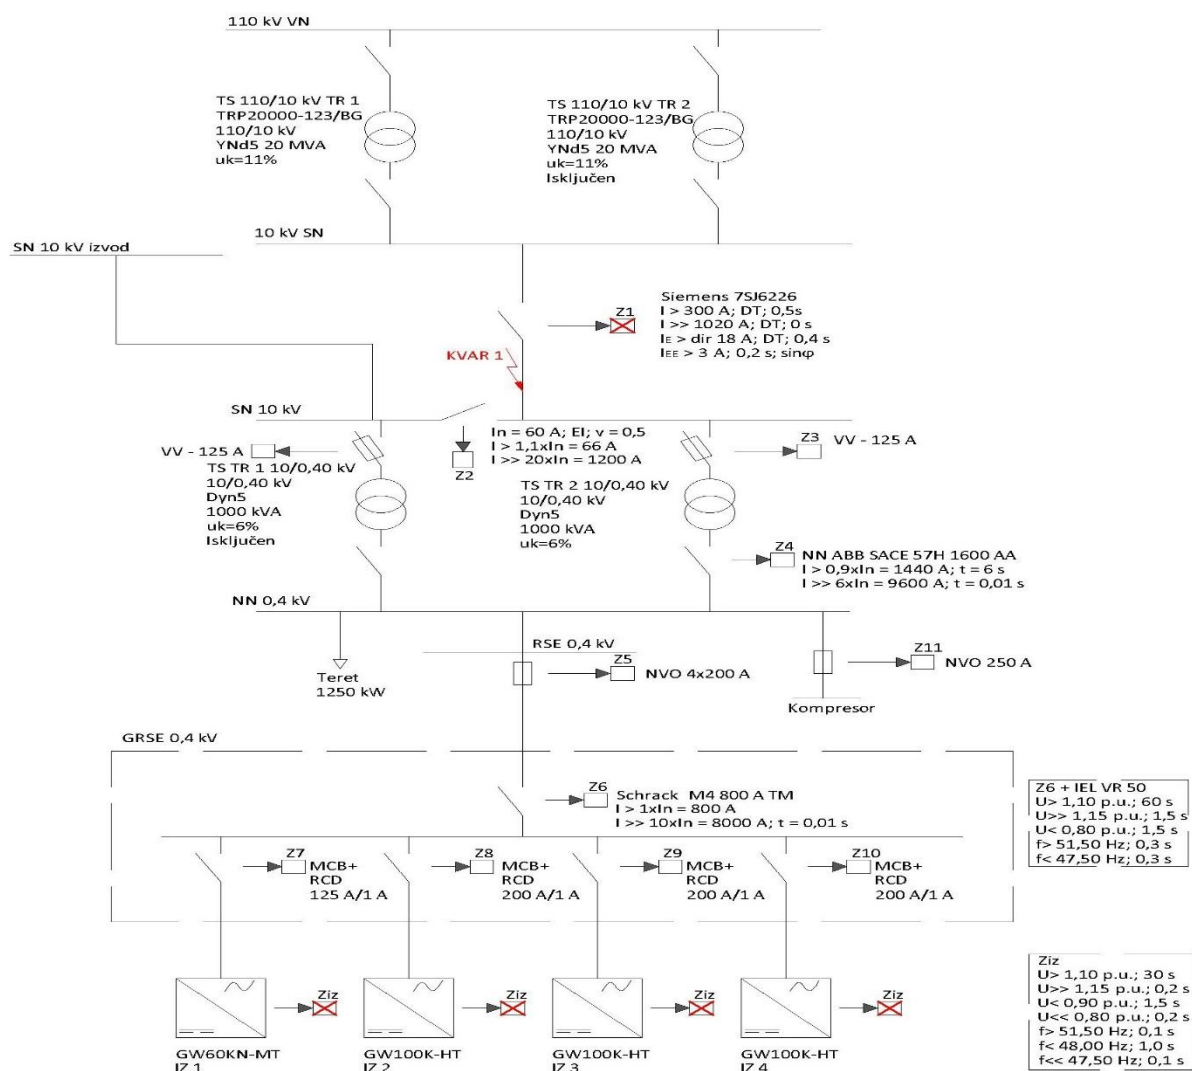 110 kV VN
TS 110/10 kV TR 1
TRP20000-123/BG
110/10 kV
YNd5 20 MVA
uk=11%
TS 110/10 kV TR 2
TRP20000-123/BG
110/10 kV
YNd5 20 MVA
uk=11%
Isključen
10 kV SN
SN 10 kV izvod
Z1
Siemens 7SJ6226
I > 300 A; DT; 0,5s
I >> 1020 A; DT; 0 s
IE > dir 18 A; DT; 0,4 s
IEE > 3 A; 0,2 s; sinφ
KVAR 1
SN 10 kV
VV - 125 A
TS TR 1 10/0,40 kV
10/0,40 kV
Dyn5
1000 kVA
uk=6%
Isključen
Z2
In = 60 A; EI; v = 0,5
I > 1,1xIn = 66 A
I >> 20xIn = 1200 A
TS TR 2 10/0,40 kV
10/0,40 kV
Dyn5
1000 kVA
uk=6%
Z3
VV - 125 A
Z4
NN ABB SACE 57H 1600 AA
I > 0,9xIn = 1440 A; t = 6 s
I >> 6xIn = 9600 A; t = 0,01 s
NN 0,4 kV
Teret
1250 kW
RSE 0,4 kV
Z5
NVO 4x200 A
Z11
NVO 250 A
Kompresor
GRSE 0,4 kV
Z6
Schrack M4 800 A TM
I > 1xIn = 800 A
I >> 10xIn = 8000 A; t = 0,01 s
Z6 + IEL VR 50
U> 1,10 p.u.; 60 s
U>> 1,15 p.u.; 1,5 s
U< 0,80 p.u.; 1,5 s
f> 51,50 Hz; 0,3 s
f< 47,50 Hz; 0,3 s
Z7
MCB+
RCD
125 A/1 A
Z8
MCB+
RCD
200 A/1 A
Z9
MCB+
RCD
200 A/1 A
Z10
MCB+
RCD
200 A/1 A
Ziz
Ziz
Ziz
Ziz
GW60KN-MT
IZ 1
GW100K-HT
IZ 2
GW100K-HT
IZ 3
GW100K-HT
IZ 4
Ziz
U> 1,10 p.u.; 30 s
U>> 1,15 p.u.; 0,2 s
U< 0,90 p.u.; 1,5 s
U<< 0,80 p.u.; 0,2 s
f> 51,50 Hz; 0,1 s
f< 48,00 Hz; 1,0 s
f<< 47,50 Hz; 0,1 s